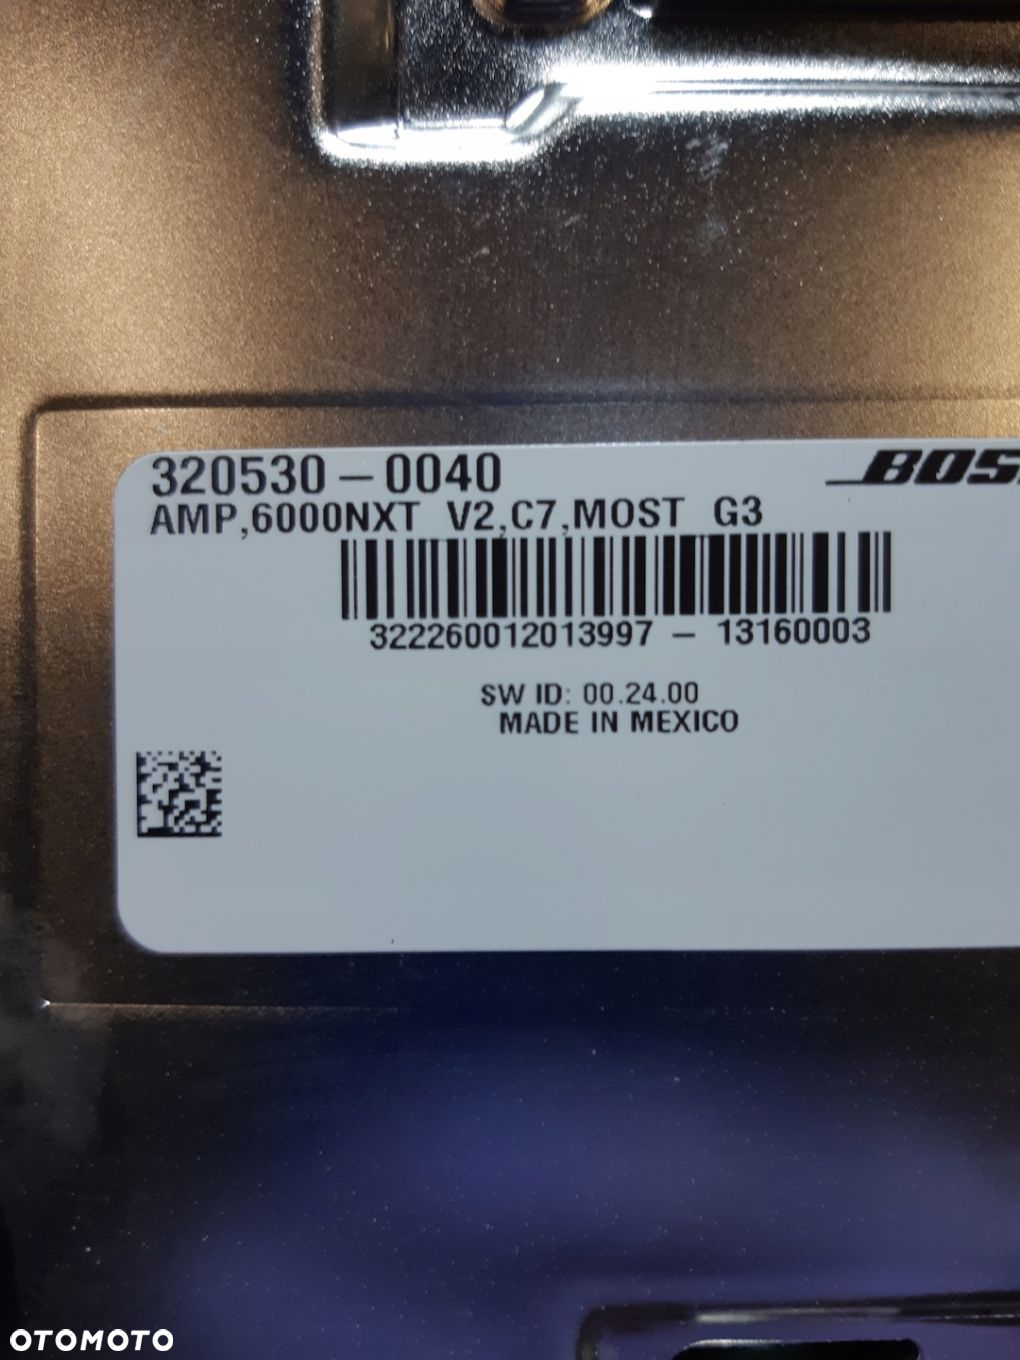 320530-0040
BOS
AMP,6000NXT V2,C7,MOST G3
322260012013997 - 13160003
SW ID: 00.24.00
MADE IN MEXICO
OTOMOTO